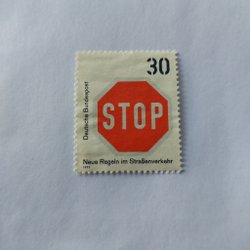 30
Deutsche Bundespost
STOP
Neue Regeln im Straßenverkehr